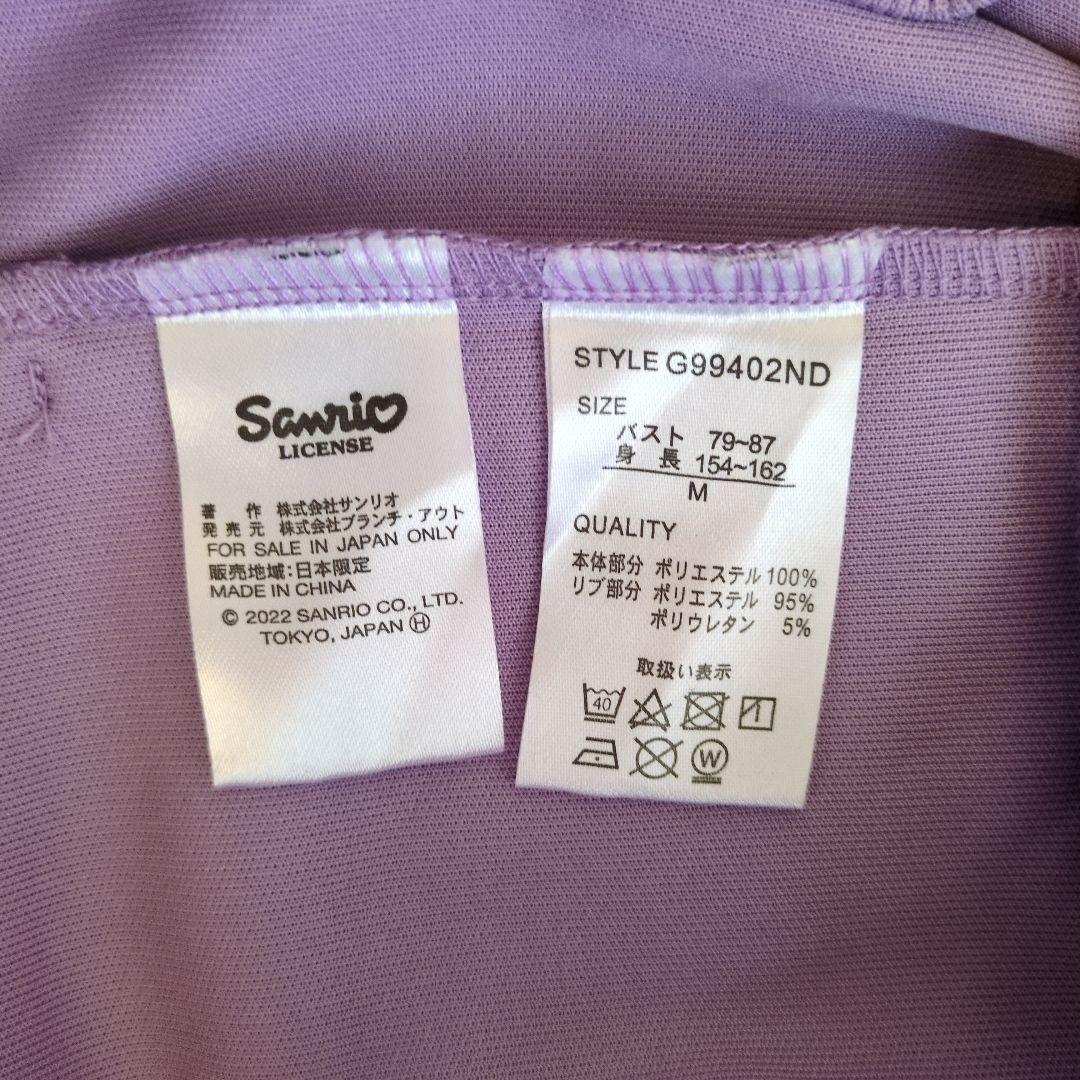 Sanrio
LICENSE
著 作 株式会社サンリオ
発 売 元 株式会社ブランチ・アウト
FOR SALE IN JAPAN ONLY
販売地域:日本限定
MADE IN CHINA
© 2022 SANRIO CO., LTD.
TOKYO, JAPAN Ⓗ
STYLE G99402ND
SIZE
バスト 79~87
身 長 154~162
M
QUALITY
本体部分 ポリエステル 100%
リブ部分 ポリエステル 95%
ポリウレタン 5%
取扱い表示
40
W